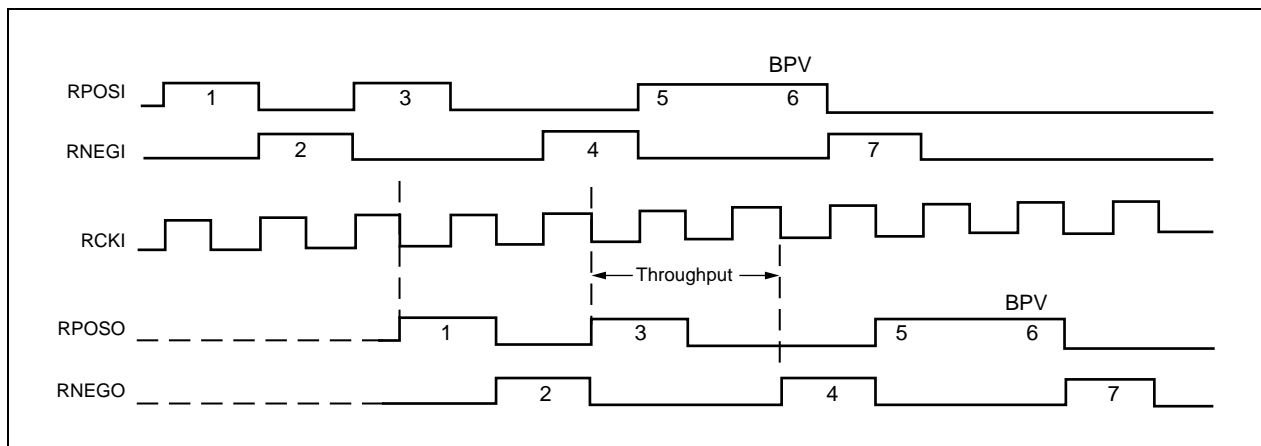 BPV
RPOSI 1 3 5 6
RNEGI 2 4 7
RCKI
Throughput
BPV
RPOSO 1 3 5 6
RNEGO 2 4 7